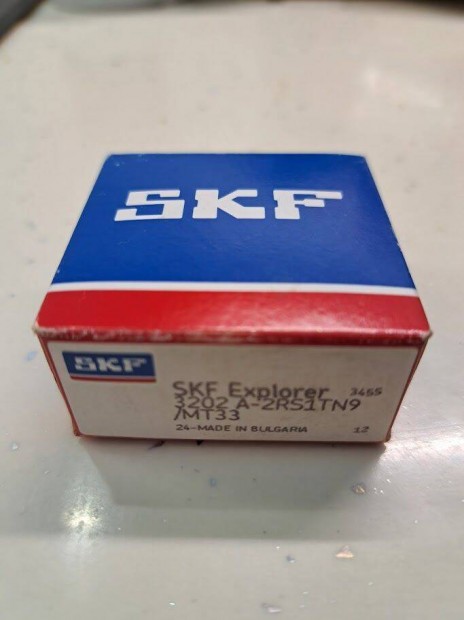 SKF
SKF
SKF Explorer 3455
3202 A-2RS1TN9
/MT33
24-MADE IN BULGARIA 12